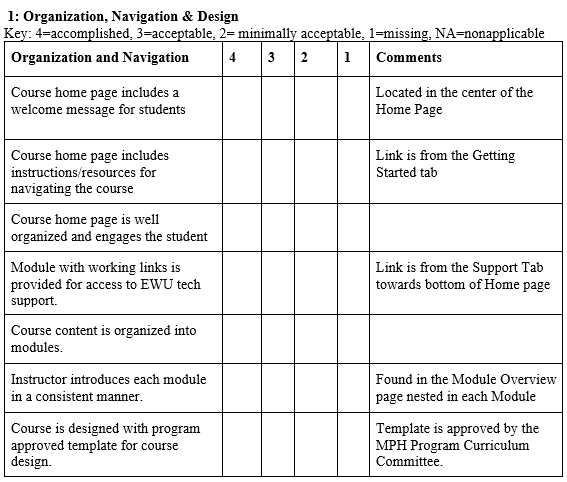 1: Organization, Navigation & Design
Key: 4=accomplished, 3=acceptable, 2= minimally acceptable, 1=missing, NA=nonapplicable
Organization and Navigation 4 3 2 1 Comments
Course home page includes a
welcome message for students
Located in the center of the
Home Page
Course home page includes
instructions/resources for
navigating the course
Link is from the Getting
Started tab
Course home page is well
organized and engages the student
Module with working links is
provided for access to EWU tech
support.
Link is from the Support Tab
towards bottom of Home page
Course content is organized into
modules.
Instructor introduces each module
in a consistent manner.
Found in the Module Overview
page nested in each Module
Course is designed with program
approved template for course
design.
Template is approved by the
MPH Program Curriculum
Committee.